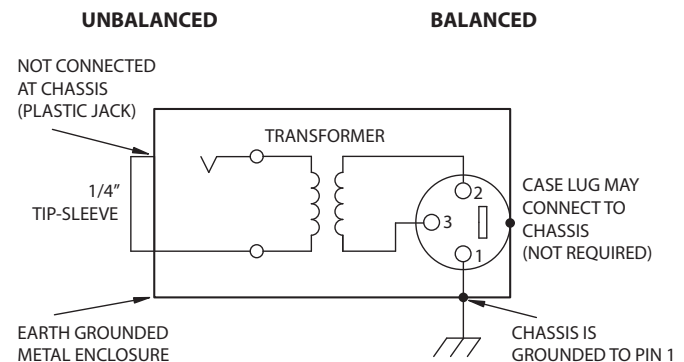 UNBALANCED
BALANCED
NOT CONNECTED
AT CHASSIS
(PLASTIC JACK)
TRANSFORMER
1/4”
TIP-SLEEVE
2
3
1
CASE LUG MAY
CONNECT TO
CHASSIS
(NOT REQUIRED)
EARTH GROUNDED
METAL ENCLOSURE
CHASSIS IS
GROUNDED TO PIN 1